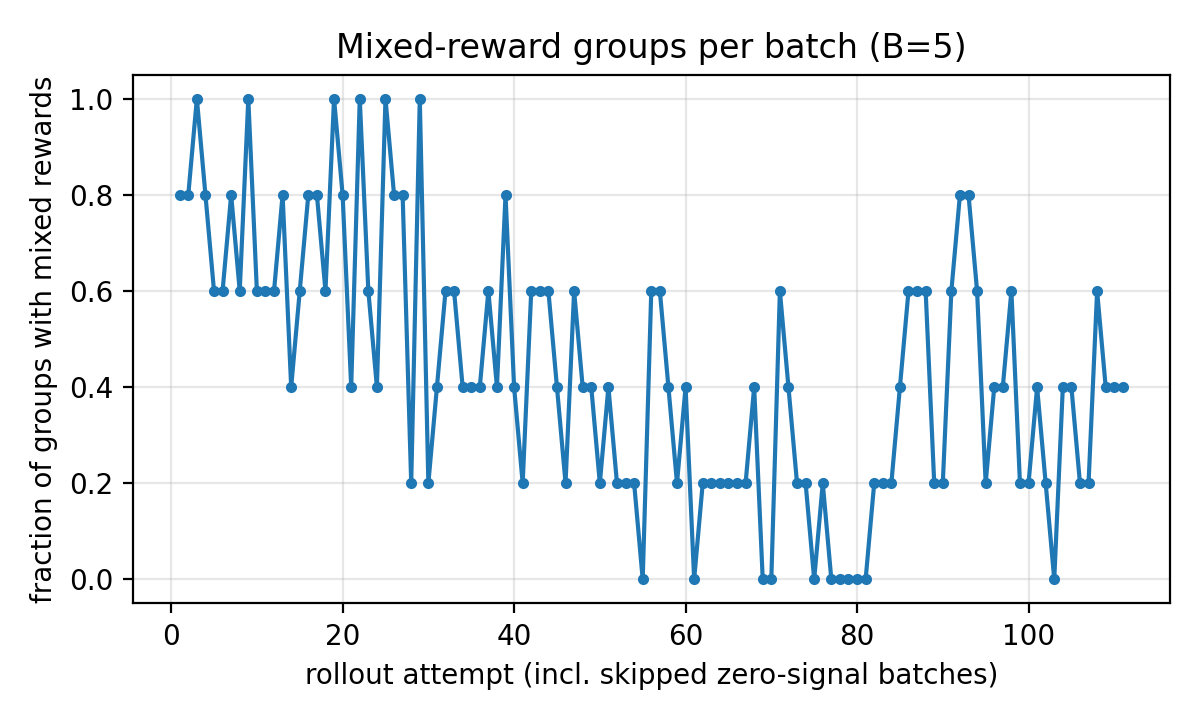 Mixed-reward groups per batch (B=5)
fraction of groups with mixed rewards
1.0
0.8
0.6
0.4
0.2
0.0
0 20 40 60 80 100
rollout attempt (incl. skipped zero-signal batches)